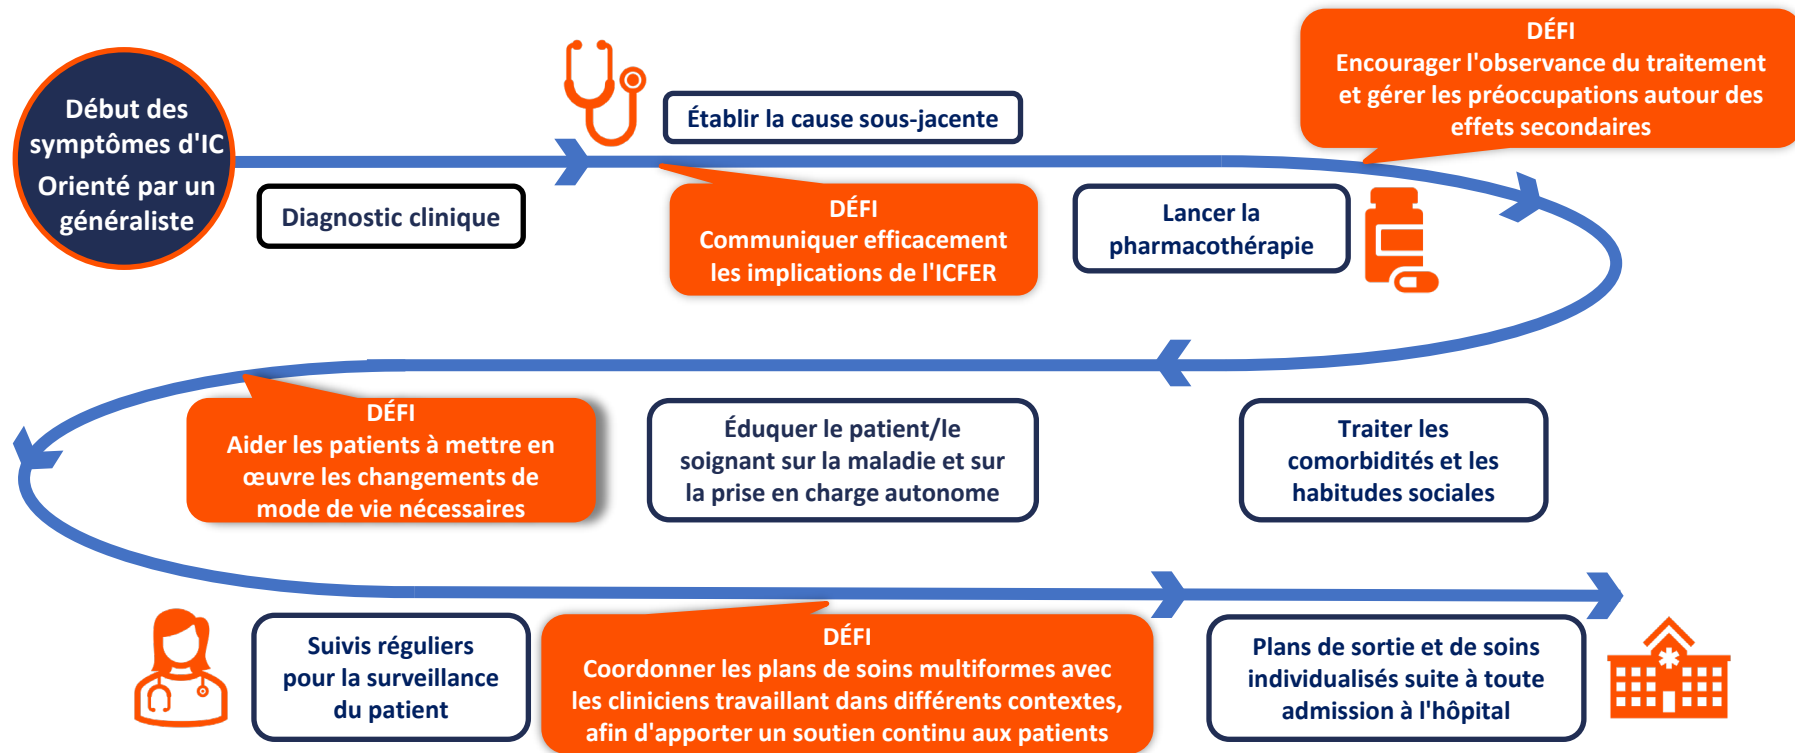 Début des
symptômes d'IC
Orienté par un
généraliste
Diagnostic clinique
Établir la cause sous-jacente
DÉFI
Communiquer efficacement
les implications de l'ICFER
Lancer la
pharmacothérapie
DÉFI
Encourager l'observance du traitement
et gérer les préoccupations autour des
effets secondaires
Traiter les
comorbidités et les
habitudes sociales
Éduquer le patient/le
soignant sur la maladie et sur
la prise en charge autonome
DÉFI
Aider les patients à mettre en
œuvre les changements de
mode de vie nécessaires
Suivis réguliers
pour la surveillance
du patient
DÉFI
Coordonner les plans de soins multiformes avec
les cliniciens travaillant dans différents contextes,
afin d'apporter un soutien continu aux patients
Plans de sortie et de soins
individualisés suite à toute
admission à l'hôpital